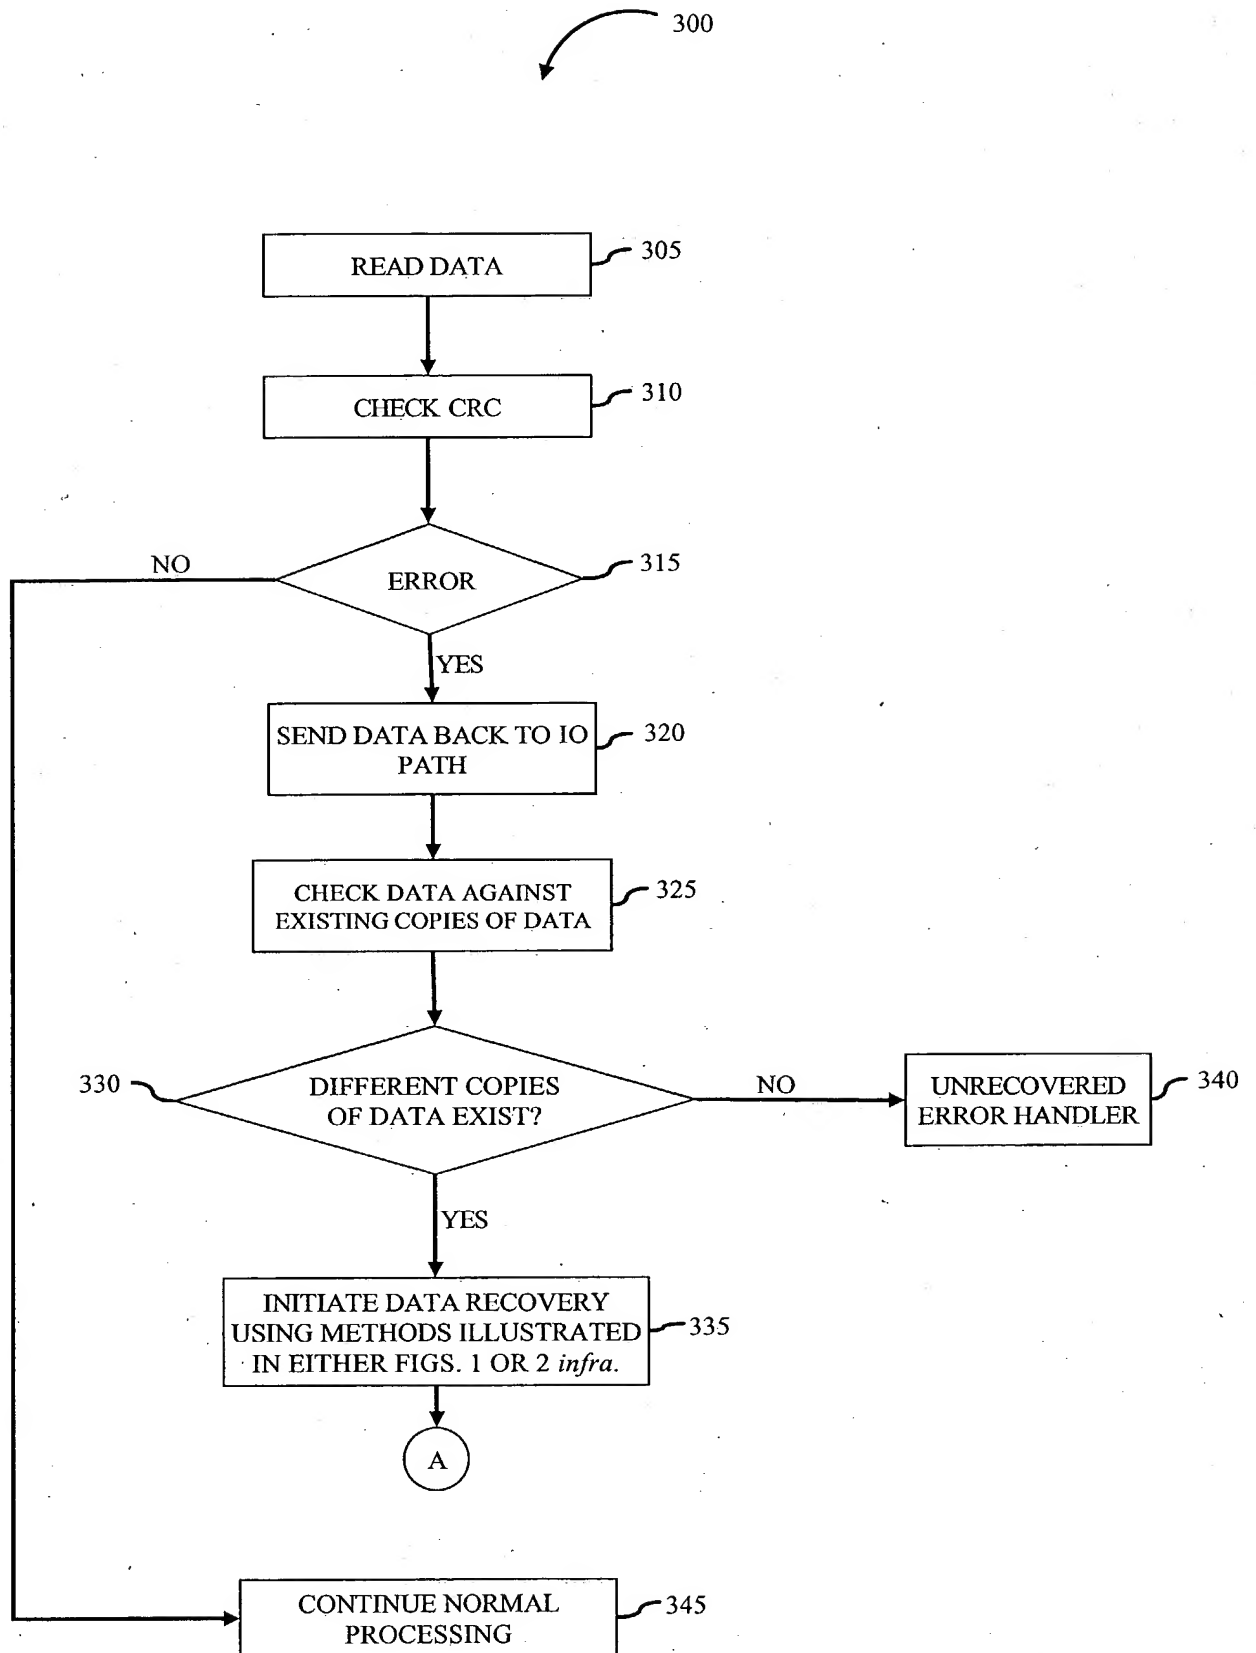 300
READ DATA
305
CHECK CRC
310
NO
ERROR
315
YES
SEND DATA BACK TO IO
PATH
320
CHECK DATA AGAINST
EXISTING COPIES OF DATA
325
330
DIFFERENT COPIES
OF DATA EXIST?
NO
UNRECOVERED
ERROR HANDLER
340
YES
INITIATE DATA RECOVERY
USING METHODS ILLUSTRATED
IN EITHER FIGS. 1 OR 2 infra.
335
A
CONTINUE NORMAL
PROCESSING
345